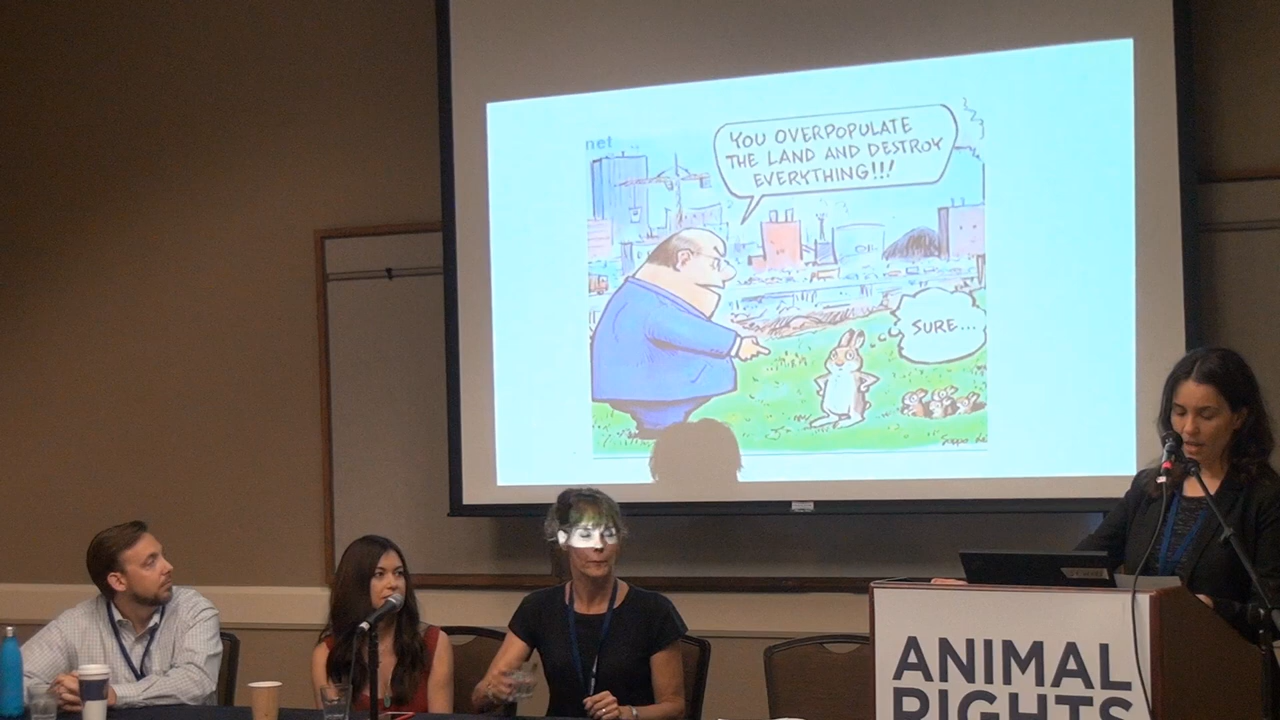 net
YOU OVERPOPULATE
THE LAND AND DESTROY
EVERYTHING!!!
SURE...
ANIMAL
RIGHTS